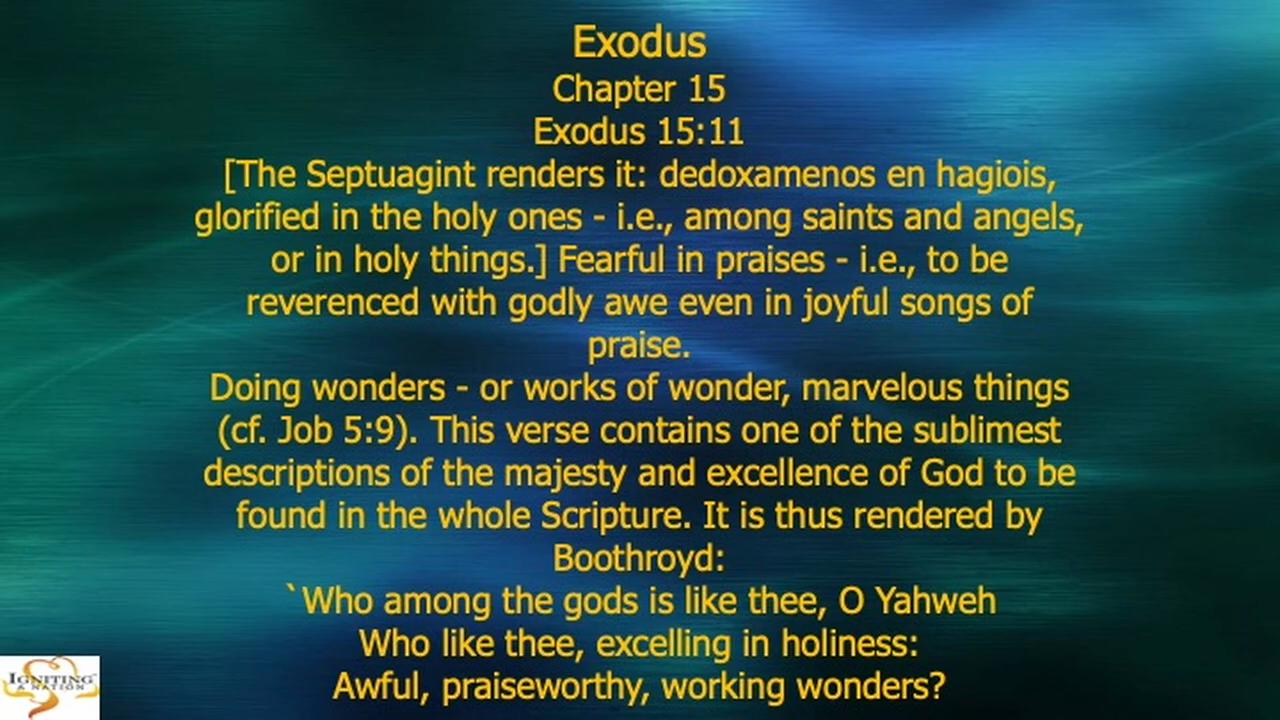 Exodus
Chapter 15
Exodus 15:11
[The Septuagint renders it: dedoxamenos en hagiois,
glorified in the holy ones - i.e., among saints and angels,
or in holy things.] Fearful in praises - i.e., to be
reverenced with godly awe even in joyful songs of
praise.
Doing wonders - or works of wonder, marvelous things
(cf. Job 5:9). This verse contains one of the sublimest
descriptions of the majesty and excellence of God to be
found in the whole Scripture. It is thus rendered by
Boothroyd:
`Who among the gods is like thee, O Yahweh
Who like thee, excelling in holiness:
Awful, praiseworthy, working wonders?
IGNITING
A NATION